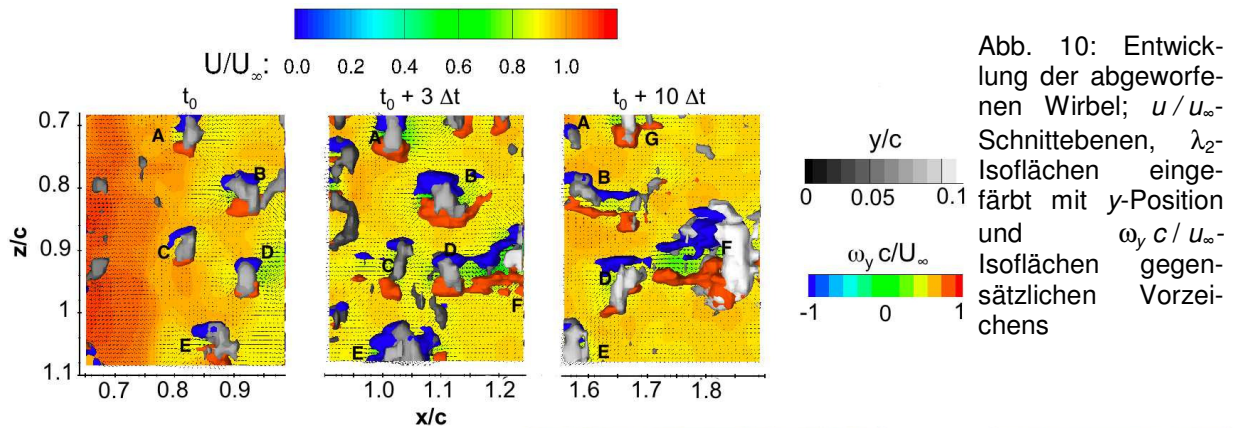 U/U∞: 0.0 0.2 0.4 0.6 0.8 1.0
t0 t0 + 3 Δt t0 + 10 Δt
z/c
0.7
0.8
0.9
1
1.1
A
B
C
D
E
0.7 0.8 0.9
A
B
C
D
F
E
1.0 1.1 1.2
x/c
A
G
B
F
D
E
1.6 1.7 1.8
y/c
0 0.05 0.1
ωy c/U∞
-1 0 1
Abb. 10: Entwick-
lung der abgeworfe-
nen Wirbel; u / u∞-
Schnittebenen, λ2-
Isoflächen einge-
färbt mit y-Position
und ωy c / u∞-
Isoflächen gegen-
sätzlichen Vorzei-
chens